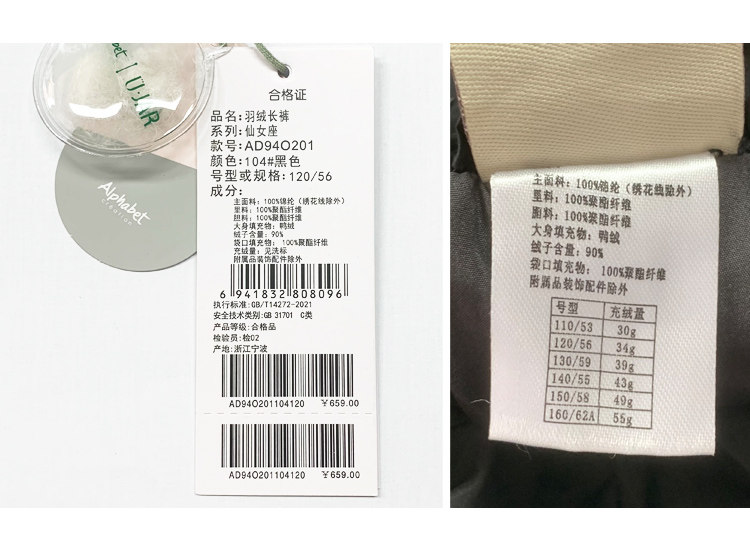 bet | U·JAR
Alphabet
creation
合格证
品名:羽绒长裤
系列:仙女座
款号:AD94O201
颜色:104#黑色
号型或规格:120/56
成分:
主面料: 100%锦纶 (绣花线除外)
里料: 100%聚酯纤维
胆料: 100%聚酯纤维
大身填充物: 鸭绒
绒子含量: 90%
袋口填充物: 100%聚酯纤维
充绒量: 见洗标
附属品装饰配件除外
6 941832 808096
执行标准:GB/T14272-2021
安全技术类别:GB 31701 C类
产品等级:合格品
检验员:检02
产地:浙江宁波
AD94O201104120 ￥659.00
AD94O201104120 ￥659.00
主面料: 100%锦纶 (绣花线除外)
里料: 100%聚酯纤维
胆料: 100%聚酯纤维
大身填充物: 鸭绒
绒子含量: 90%
袋口填充物: 100%聚酯纤维
附属品装饰配件除外
号型 充绒量
110/53 30g
120/56 34g
130/59 39g
140/55 43g
150/58 49g
160/62A 55g